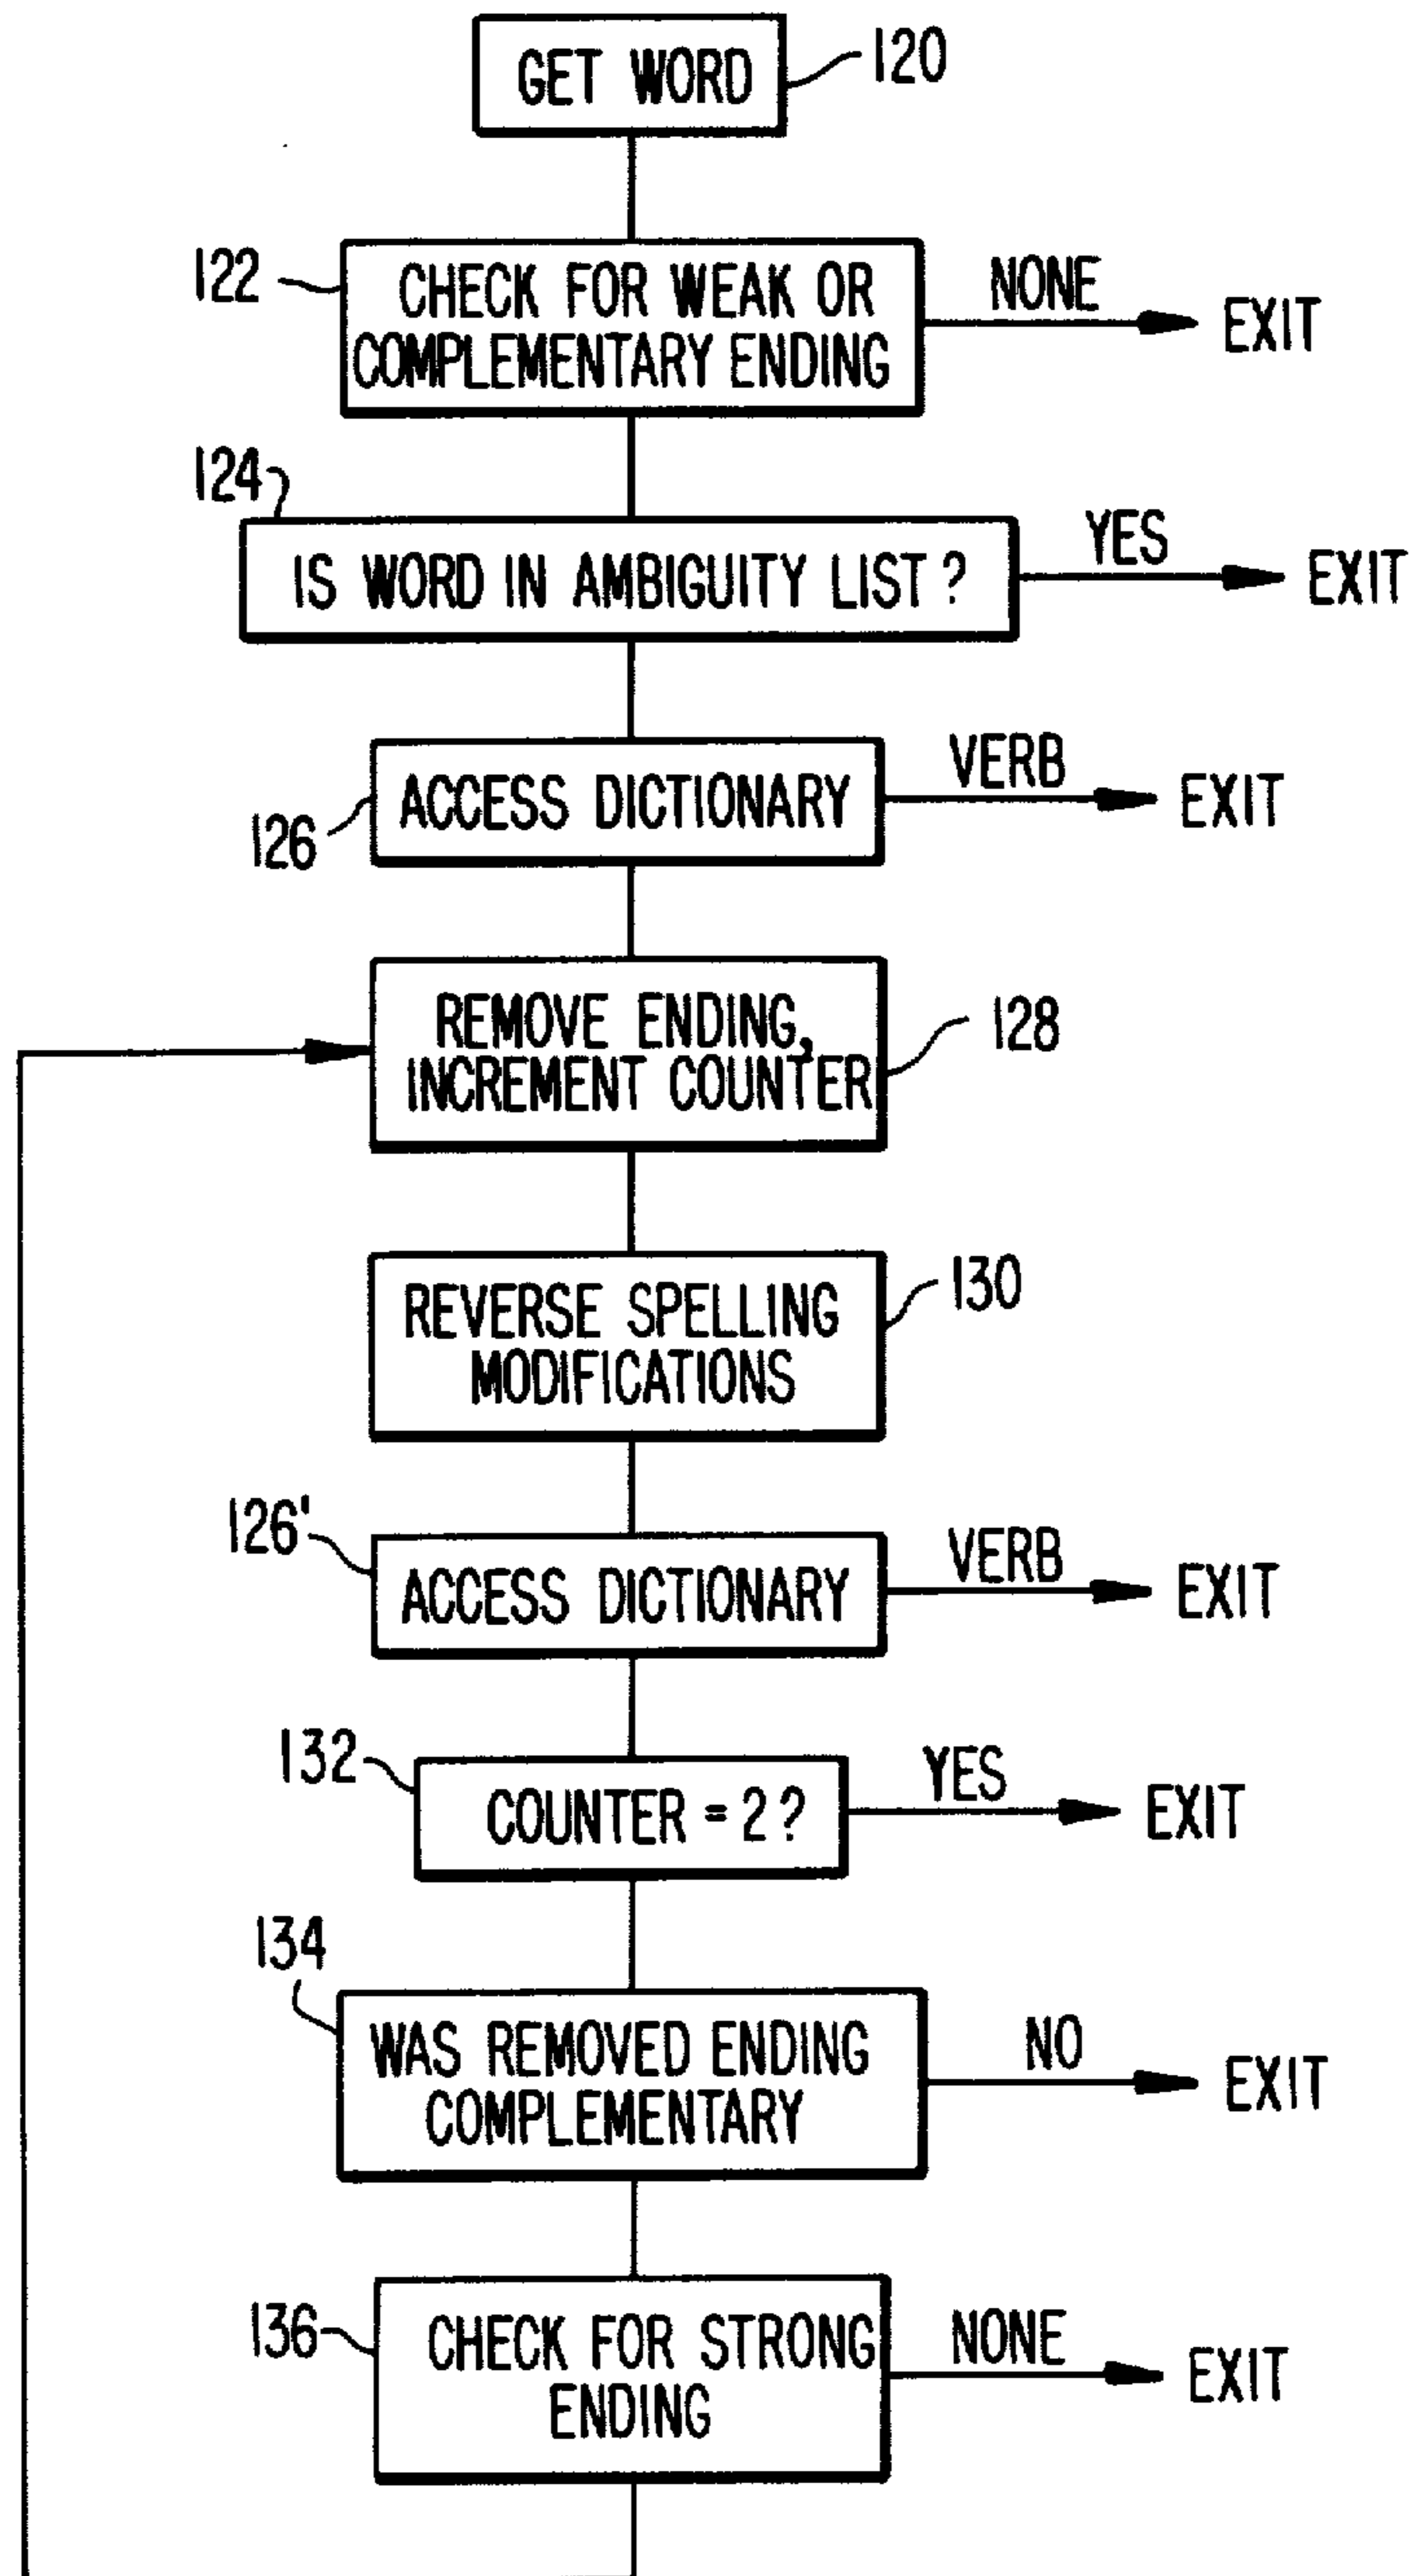 GET WORD
120
122
CHECK FOR WEAK OR
COMPLEMENTARY ENDING
NONE
EXIT
124
IS WORD IN AMBIGUITY LIST ?
YES
EXIT
126
ACCESS DICTIONARY
VERB
EXIT
REMOVE ENDING,
INCREMENT COUNTER
128
REVERSE SPELLING
MODIFICATIONS
130
126'
ACCESS DICTIONARY
VERB
EXIT
132
COUNTER = 2 ?
YES
EXIT
134
WAS REMOVED ENDING
COMPLEMENTARY
NO
EXIT
136
CHECK FOR STRONG
ENDING
NONE
EXIT